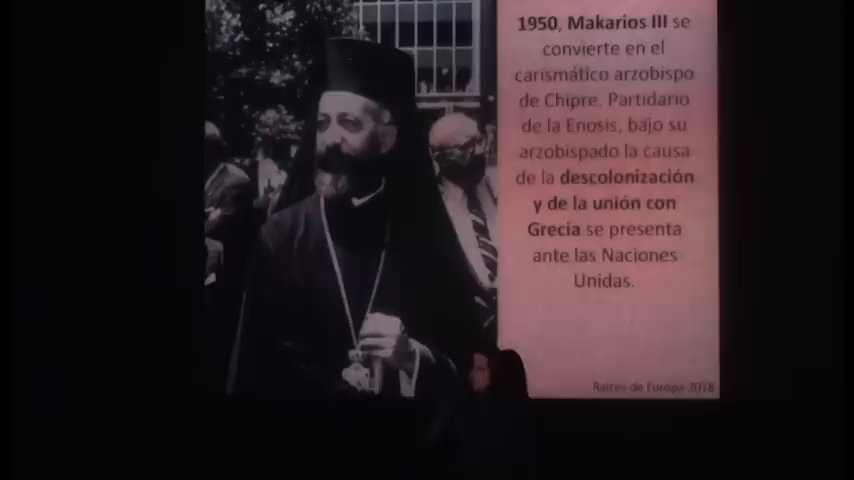 1950, Makarios III se
convierte en el
carismático arzobispo
de Chipre. Partidario
de la Enosis, bajo su
arzobispado la causa
de la descolonización
y de la unión con
Grecia se presenta
ante las Naciones
Unidas.
Raíces de Europa 2018